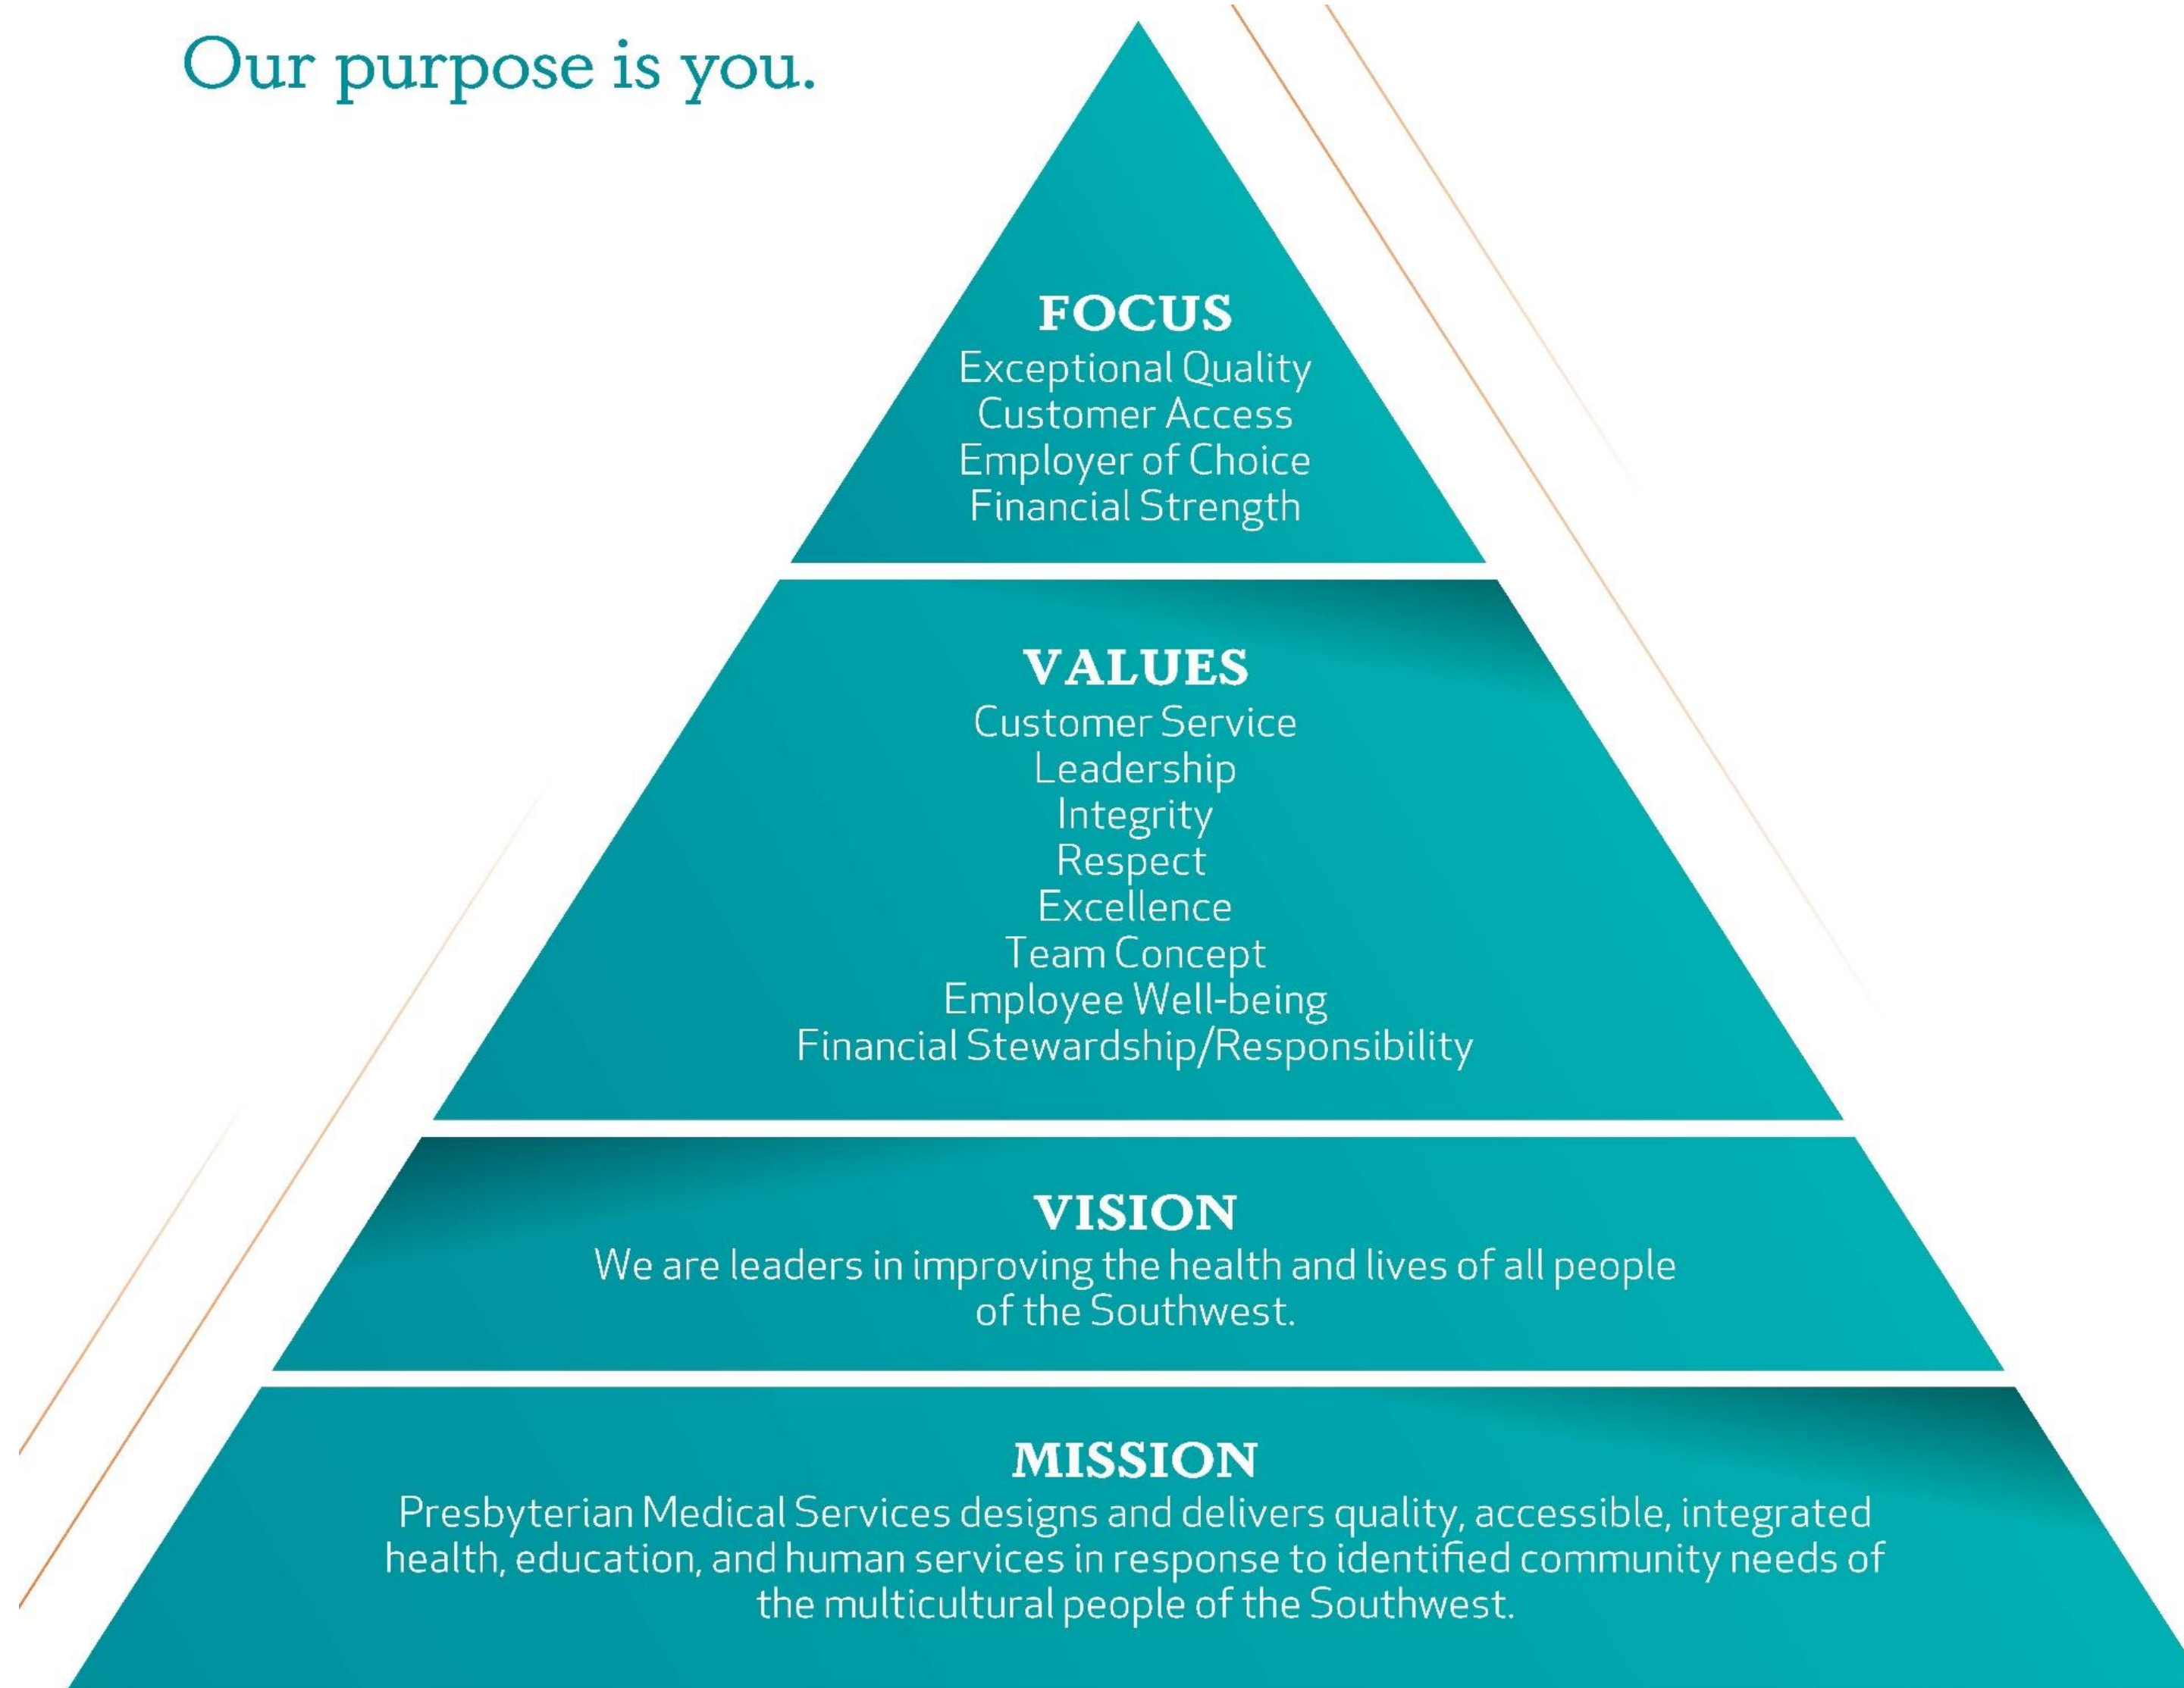 Our purpose is you.
FOCUS
Exceptional Quality
Customer Access
Employer of Choice
Financial Strength
VALUES
Customer Service
Leadership
Integrity
Respect
Excellence
Team Concept
Employee Well-being
Financial Stewardship/Responsibility
VISION
We are leaders in improving the health and lives of all people
of the Southwest.
MISSION
Presbyterian Medical Services designs and delivers quality, accessible, integrated
health, education, and human services in response to identified community needs of
the multicultural people of the Southwest.